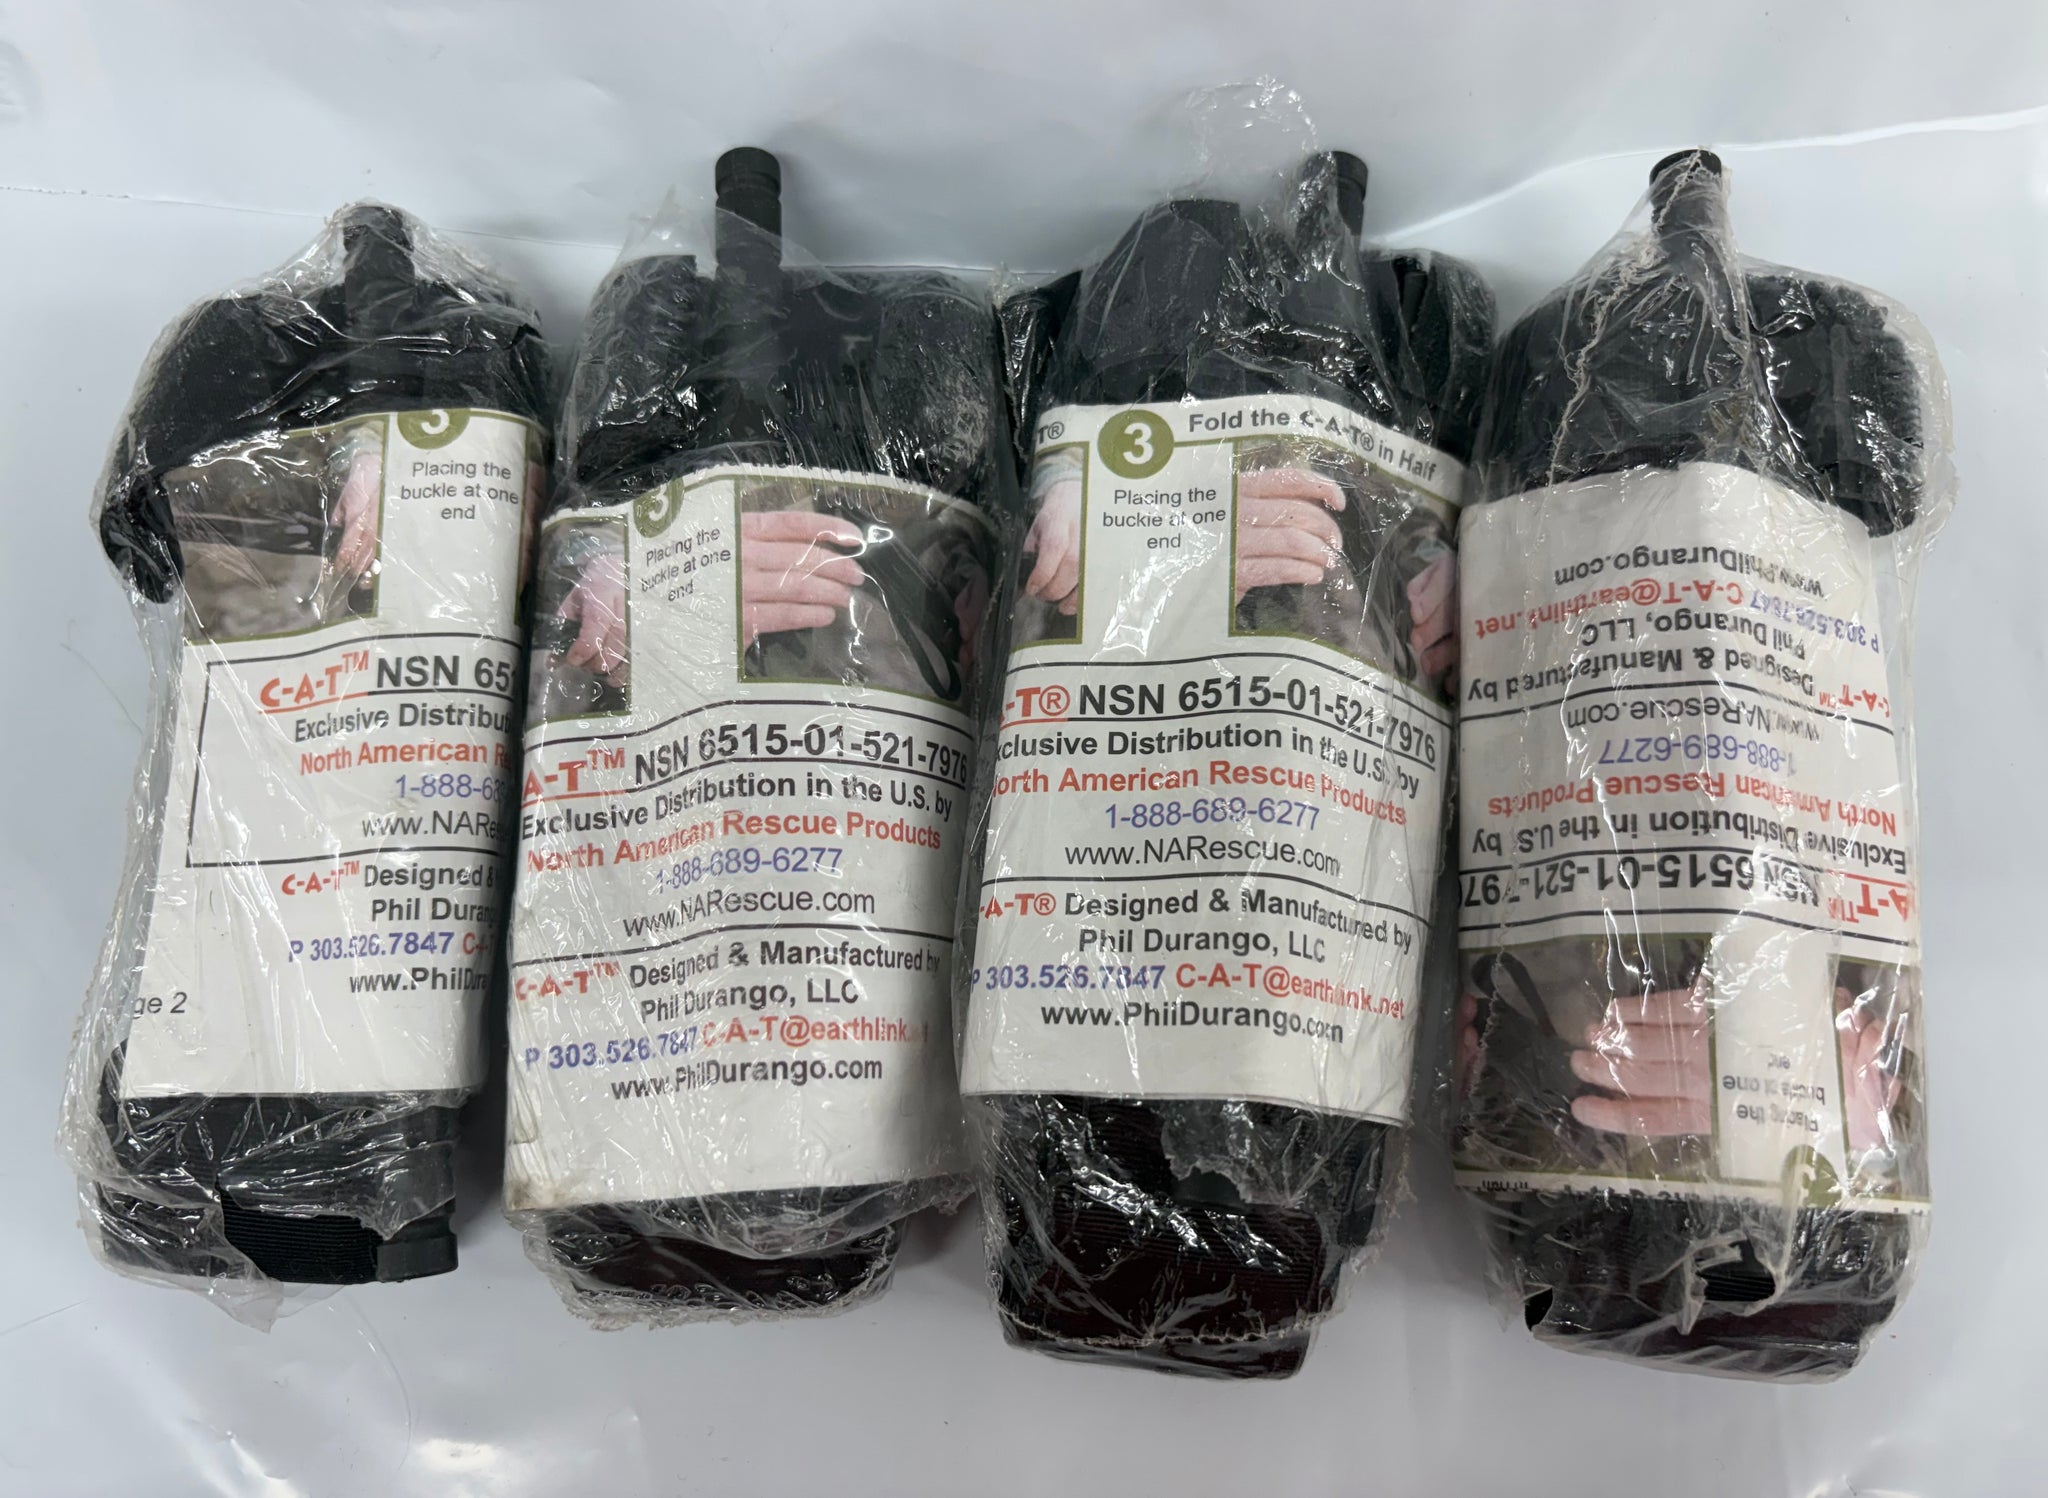 3
Placing the
buckle at one
end
C-A-T™ NSN 651
Exclusive Distribut
North American Re
1-888-68
www.NARes
C-A-T™ Designed &
Phil Duran
P 303.526.7847 C-A-
www.PhilDura
ge 2
3
Placing the
buckle at one
end
A-T™ NSN 6515-01-521-7976
Exclusive Distribution in the U.S. by
North American Rescue Products
1-888-689-6277
www.NARescue.com
C-A-T™ Designed & Manufactured by
Phil Durango, LLC
P 303.526.7847 C-A-T@earthlink.
www.PhilDurango.com
T®
3 Fold the C-A-T® in Half
Placing the
buckle at one
end
-T® NSN 6515-01-521-7976
xclusive Distribution in the U.S. by
orth American Rescue Products
1-888-689-6277
www.NARescue.com
-A-T® Designed & Manufactured by
Phil Durango, LLC
P 303.526.7847 C-A-T@earthlink.net
www.PhilDurango.com
3
Placing the
buckle at one
end
-A-T™ NSN 6515-01-521-797
Exclusive Distribution in the U.S. by
North American Rescue Products
1-888-689-6277
www.NARescue.com
C-A-T™ Designed & Manufactured by
Phil Durango, LLC
P 303.526.7847 C-A-T@earthlink.net
www.PhilDurango.com